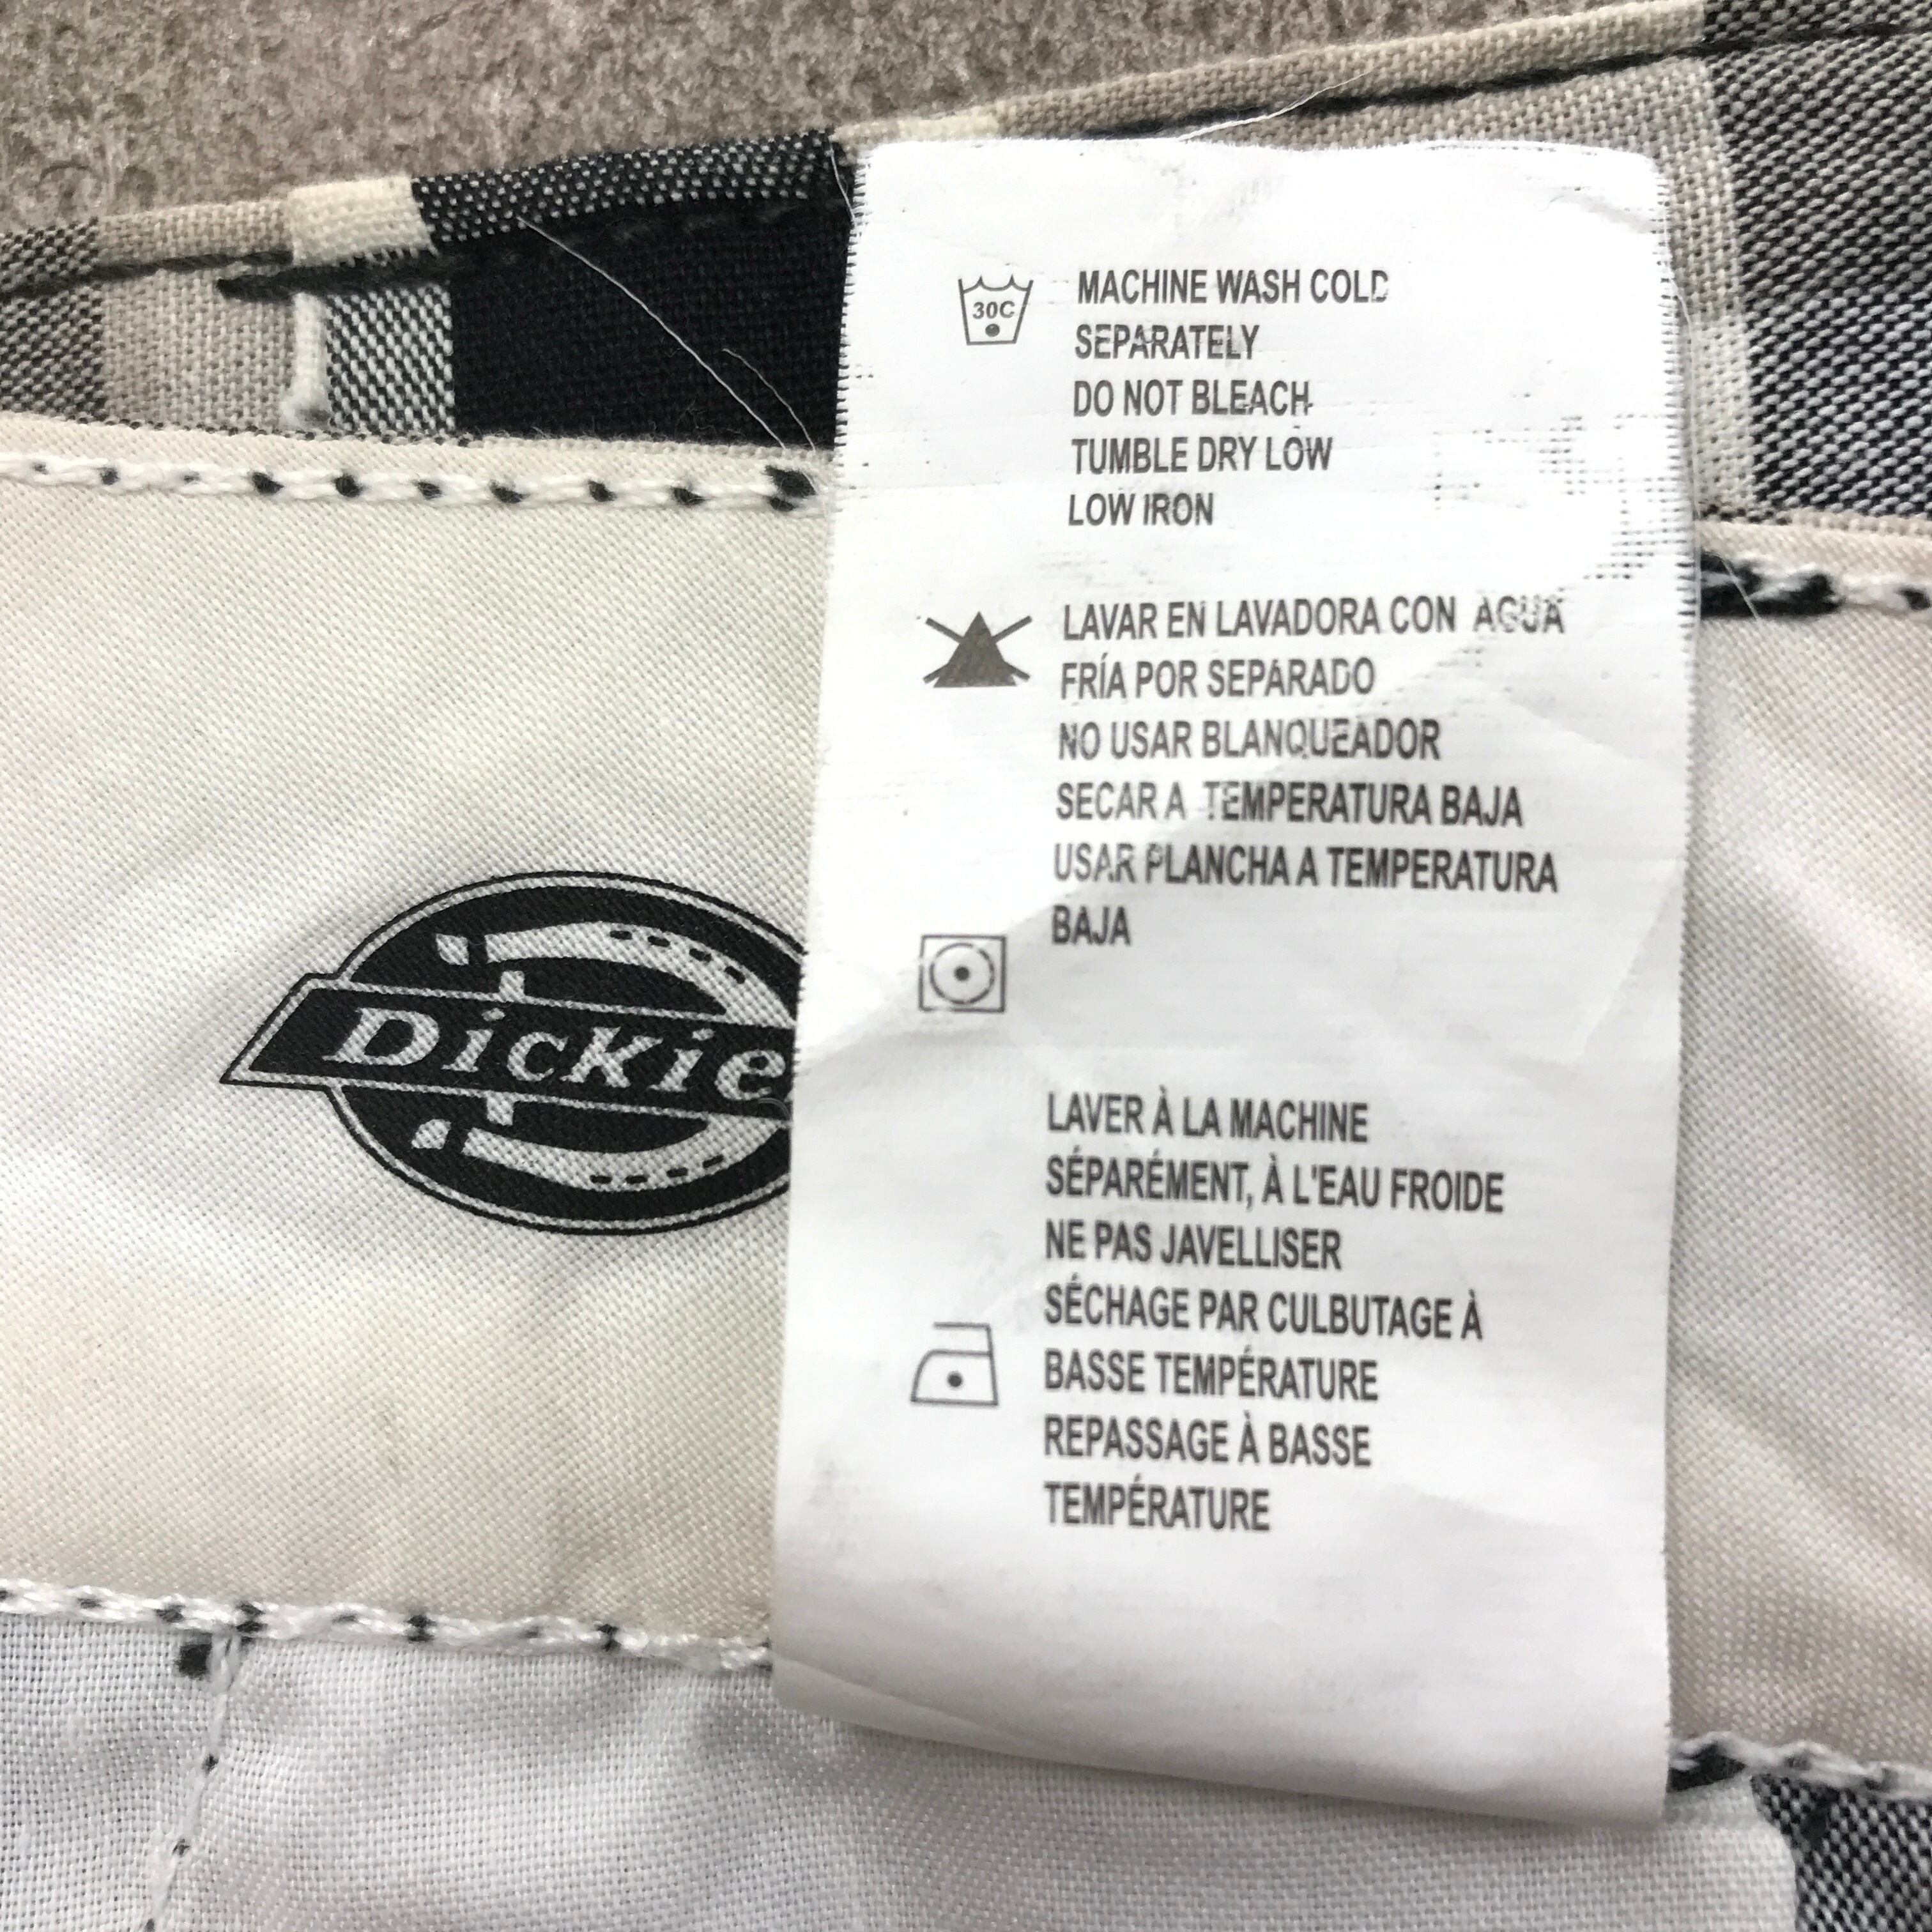 30C
MACHINE WASH COLD
SEPARATELY
DO NOT BLEACH
TUMBLE DRY LOW
LOW IRON
LAVAR EN LAVADORA CON AGUA
FRÍA POR SEPARADO
NO USAR BLANQUEADOR
SECAR A TEMPERATURA BAJA
USAR PLANCHA A TEMPERATURA
BAJA
Dickie
LAVER À LA MACHINE
SÉPARÉMENT, À L'EAU FROIDE
NE PAS JAVELLISER
SÉCHAGE PAR CULBUTAGE À
BASSE TEMPÉRATURE
REPASSAGE À BASSE
TEMPÉRATURE